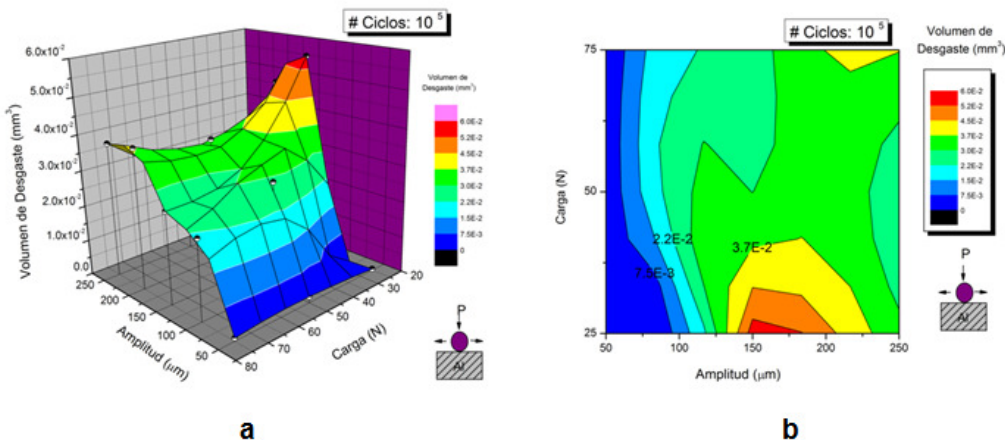 # Ciclos: 10 5
Volumen de Desgaste (mm3)
6.0x10-2
5.0x10-2
4.0x10-2
3.0x10-2
2.0x10-2
1.0x10-2
0.0
250
200
150
100
50
Amplitud (μm)
80
70
60
50
40
30
20
Carga (N)
Volumen de
Desgaste (mm3)
6.0E-2
5.2E-2
4.5E-2
3.7E-2
3.0E-2
2.2E-2
1.5E-2
7.5E-3
0
P
Al
a
# Ciclos: 10 5
Carga (N)
75
50
25
2.2E-2
3.7E-2
7.5E-3
50
100
150
200
250
Amplitud (μm)
Volumen de
Desgaste (mm3)
6.0E-2
5.2E-2
4.5E-2
3.7E-2
3.0E-2
2.2E-2
1.5E-2
7.5E-3
0
P
Al
b